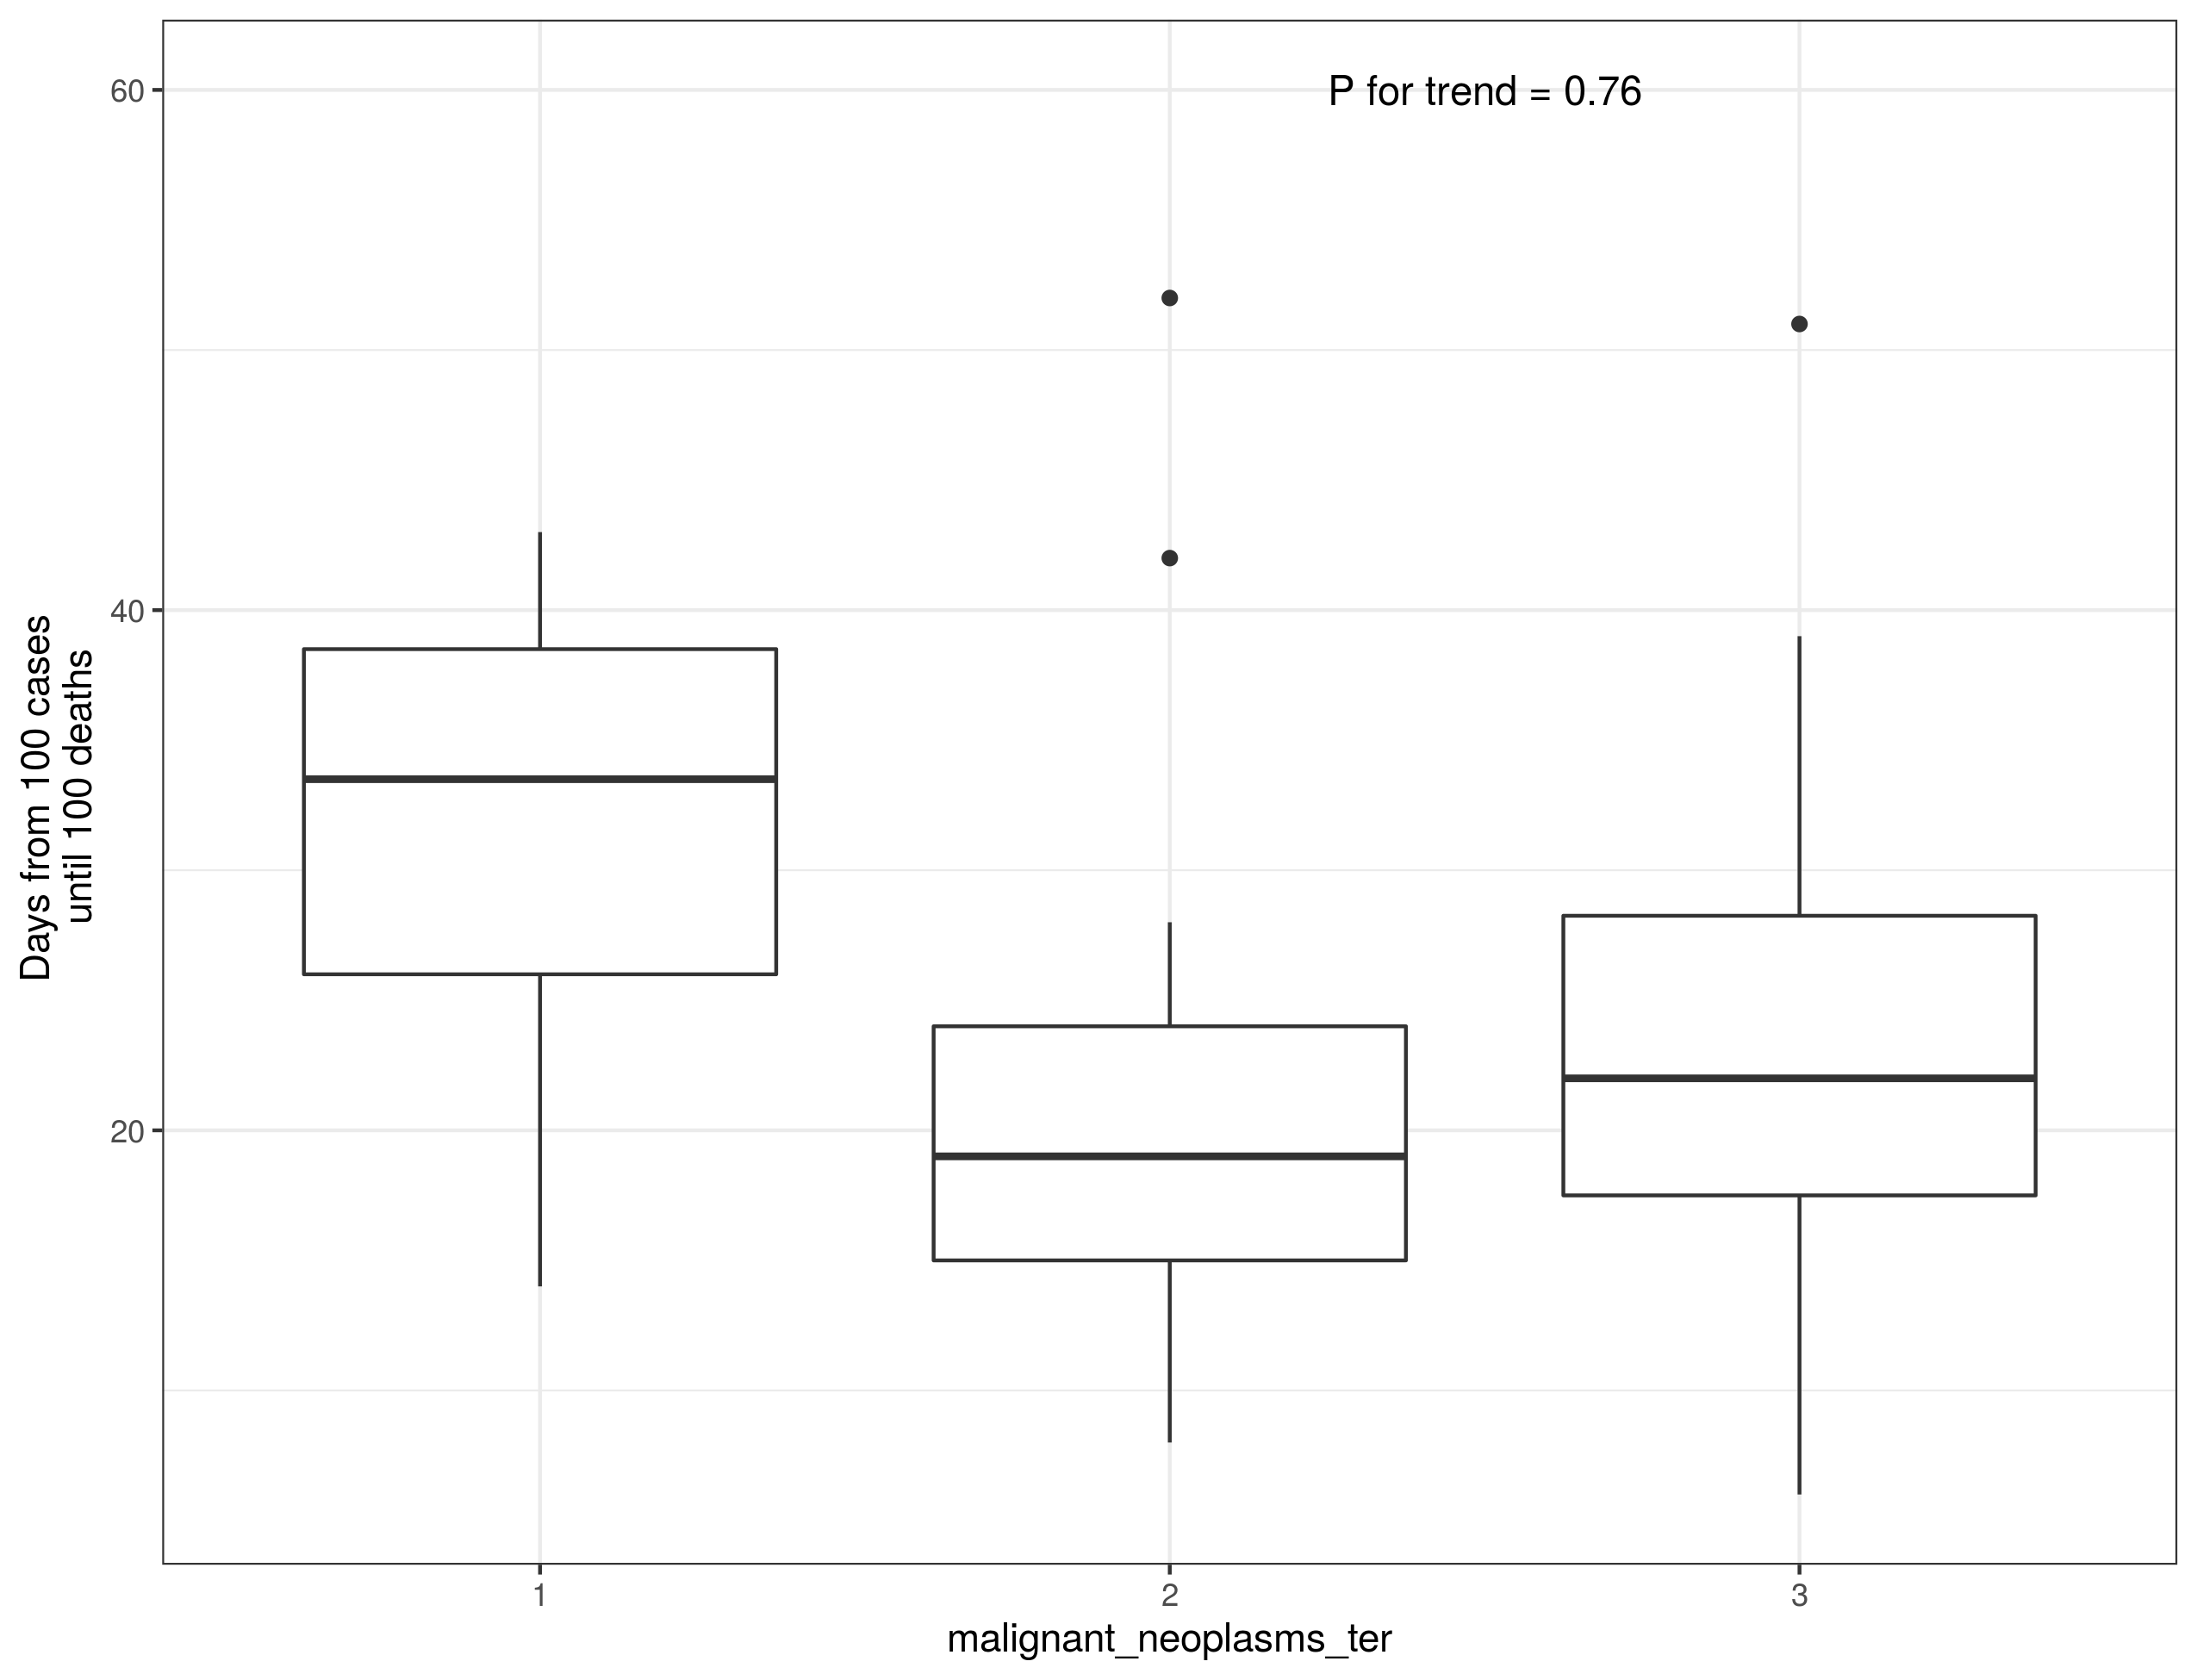 P for trend = 0.76
60
40
20
Days from 100 cases
until 100 deaths
1
2
3
malignant_neoplasms_ter